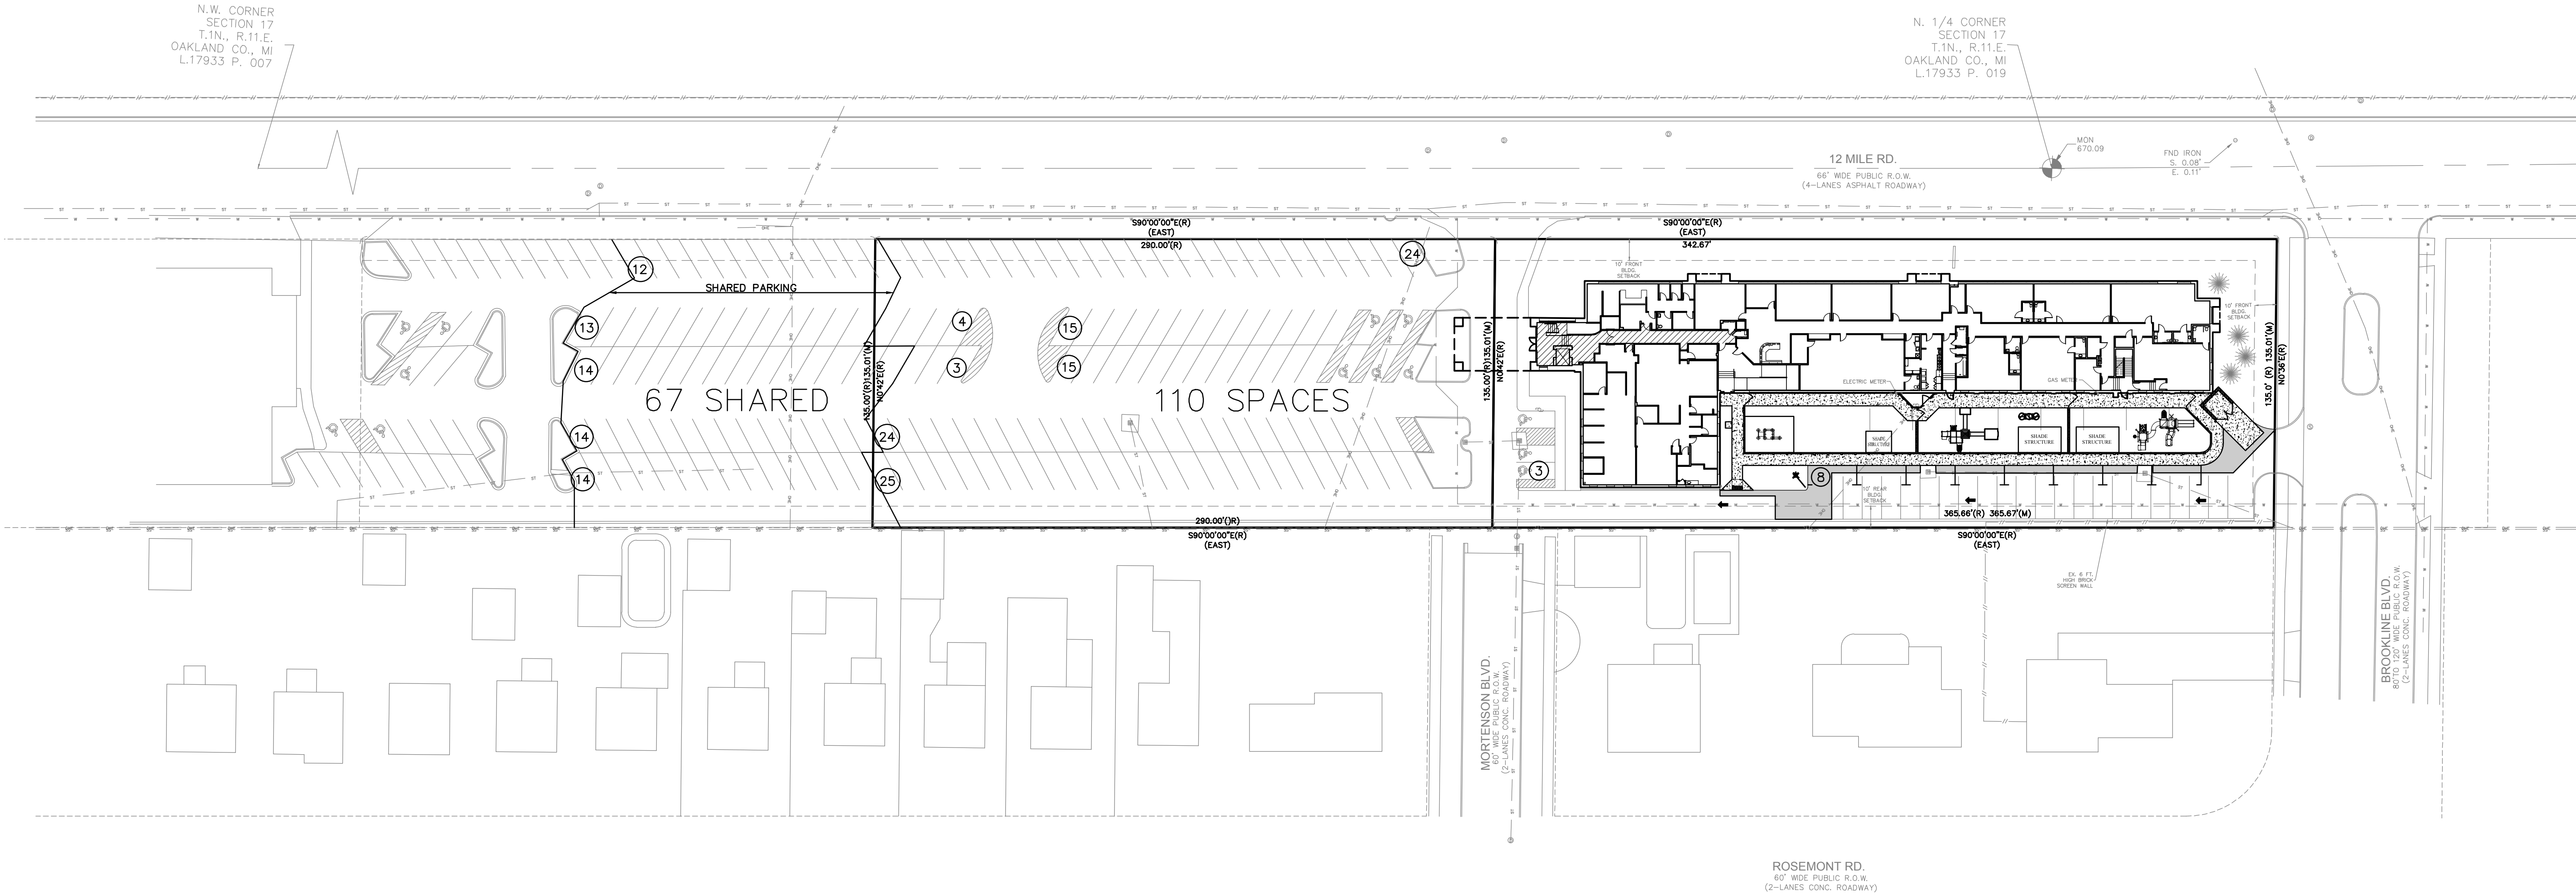 N.W. CORNER
SECTION 17
T.1N., R.11.E.
OAKLAND CO., MI
L.17933 P. 007
N. 1/4 CORNER
SECTION 17
T.1N., R.11.E.
OAKLAND CO., MI
L.17933 P. 019
MON
670.09
FND IRON
S. 0.08'
E. 0.11'
12 MILE RD.
66' WIDE PUBLIC R.O.W.
(4-LANES ASPHALT ROADWAY)
S90°00'00"E(R)
(EAST)
290.00'(R)
S90°00'00"E(R)
(EAST)
342.67'
10' FRONT
BLDG.
SETBACK
12
24
SHARED PARKING
4
13
15
14
3
15
135.00'(R)135.01'(M)
N0°42'E(R)
135.00'(R)135.01'(M)
N0°42'E(R)
10' FRONT
BLDG.
SETBACK
135.0' (R) 135.01'(M)
N0°36'E(R)
67 SHARED
110 SPACES
ELECTRIC METER
GAS METER
14
24
SHADE
STRUCTURE
SHADE
STRUCTURE
SHADE
STRUCTURE
14
25
3
8
10' REAR
BLDG.
SETBACK
290.00'()R)
S90°00'00"E(R)
(EAST)
365.66'(R) 365.67'(M)
S90°00'00"E(R)
(EAST)
EX. 6 FT.
HIGH BRICK
SCREEN WALL
MORTENSON BLVD.
60' WIDE PUBLIC R.O.W.
(2-LANES CONC. ROADWAY)
BROOKLINE BLVD.
80'TO 120' WIDE PUBLIC R.O.W.
(2-LANES CONC. ROADWAY)
ROSEMONT RD.
60' WIDE PUBLIC R.O.W.
(2-LANES CONC. ROADWAY)